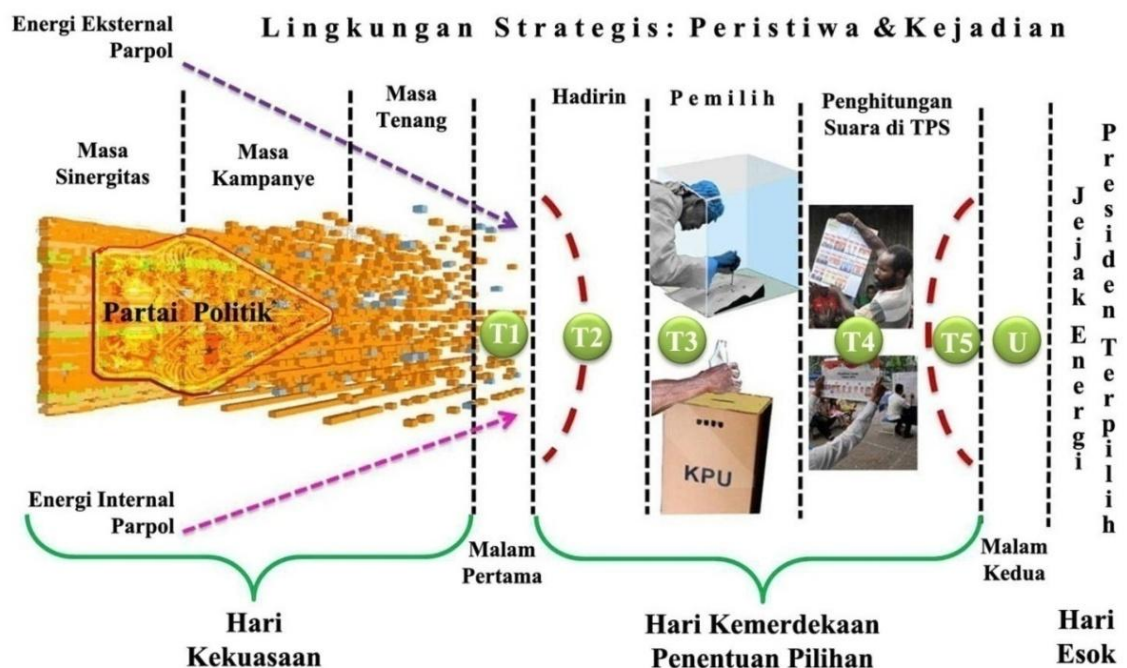 Energi Eksternal
Parpol
Lingkungan Strategis: Peristiwa & Kejadian
Masa
Sinergitas
Masa
Kampanye
Masa
Tenang
Hadirin
Pemilih
Penghitungan
Suara di TPS
Partai Politik
T1
T2
T3
T4
T5
U
KPU
Jejak Energi
Presiden Terpilih
Energi Internal
Parpol
Malam
Pertama
Malam
Kedua
Hari
Kekuasaan
Hari Kemerdekaan
Penentuan Pilihan
Hari
Esok